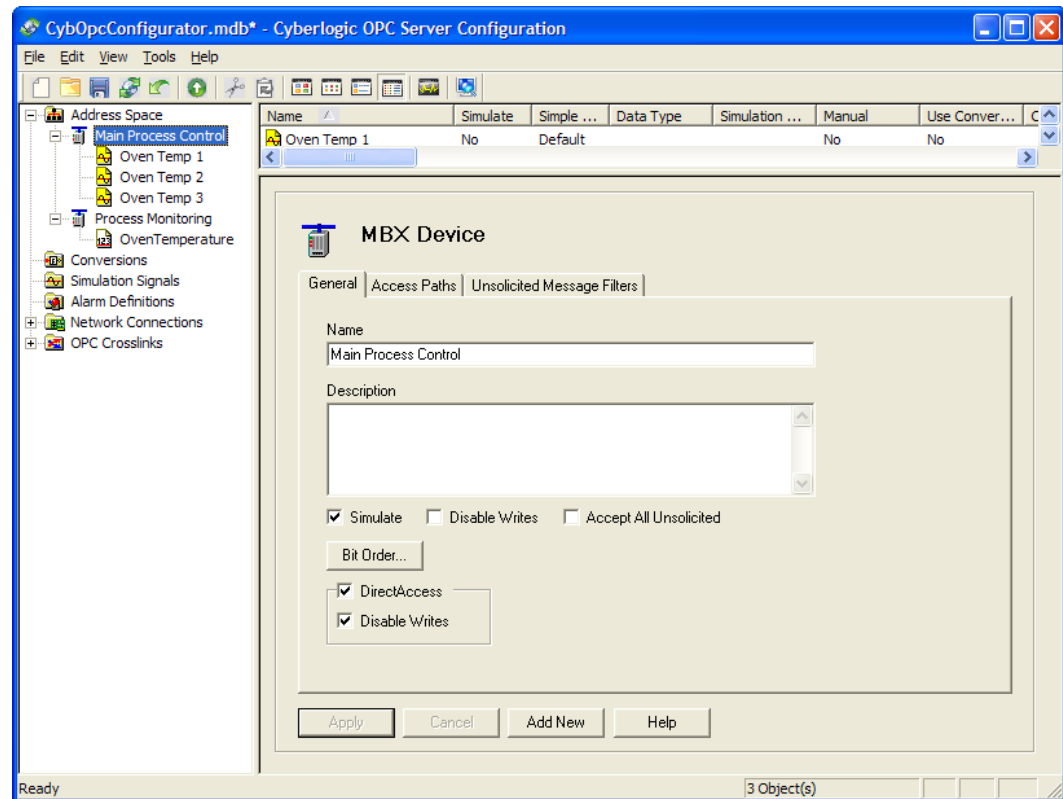 CybOpcConfigurator.mdb* - Cyberlogic OPC Server Configuration
File Edit View Tools Help
Address Space
Main Process Control
Oven Temp 1
Oven Temp 2
Oven Temp 3
Process Monitoring
OvenTemperature
Conversions
Simulation Signals
Alarm Definitions
Network Connections
OPC Crosslinks
Name Simulate Simple ... Data Type Simulation ... Manual Use Conver... C
Oven Temp 1 No Default No No
MBX Device
General Access Paths Unsolicited Message Filters
Name
Main Process Control
Description
Simulate Disable Writes Accept All Unsolicited
Bit Order...
DirectAccess
Disable Writes
Apply Cancel Add New Help
Ready 3 Object(s)